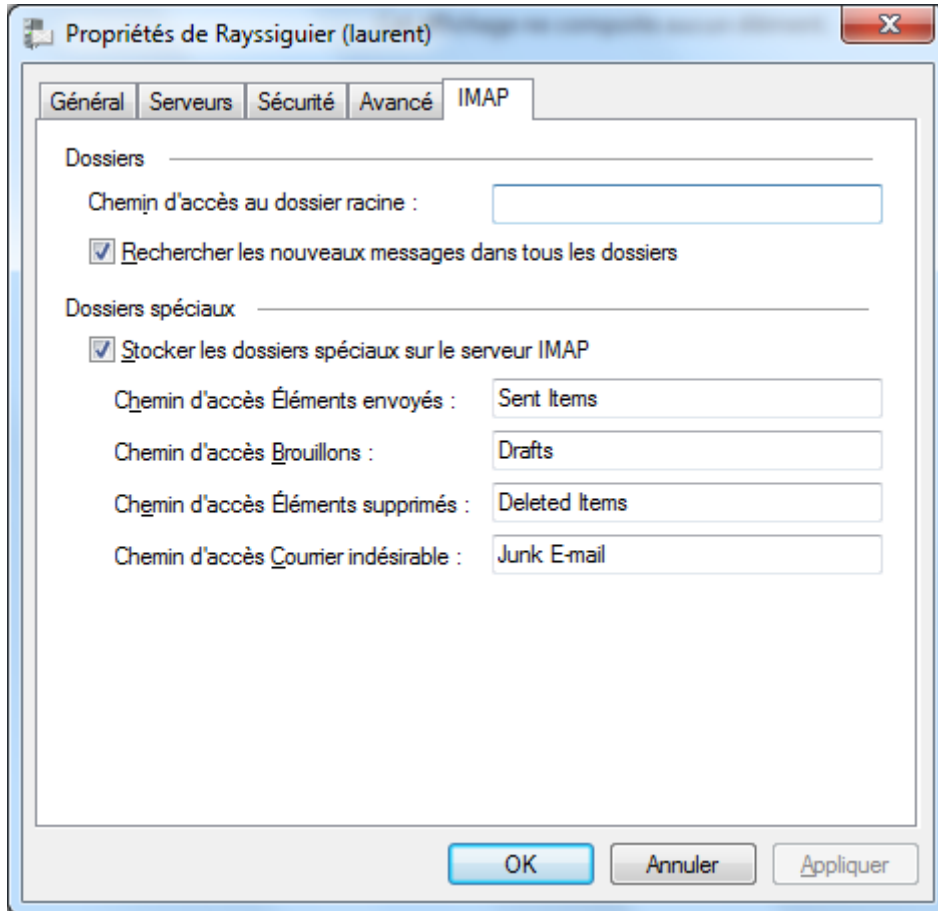 Propriétés de Rayssiguier (laurent)
Général Serveurs Sécurité Avancé IMAP
Dossiers
Chemin d'accès au dossier racine :
Rechercher les nouveaux messages dans tous les dossiers
Dossiers spéciaux
Stocker les dossiers spéciaux sur le serveur IMAP
Chemin d'accès Éléments envoyés : Sent Items
Chemin d'accès Brouillons : Drafts
Chemin d'accès Éléments supprimés : Deleted Items
Chemin d'accès Courrier indésirable : Junk E-mail
OK Annuler Appliquer